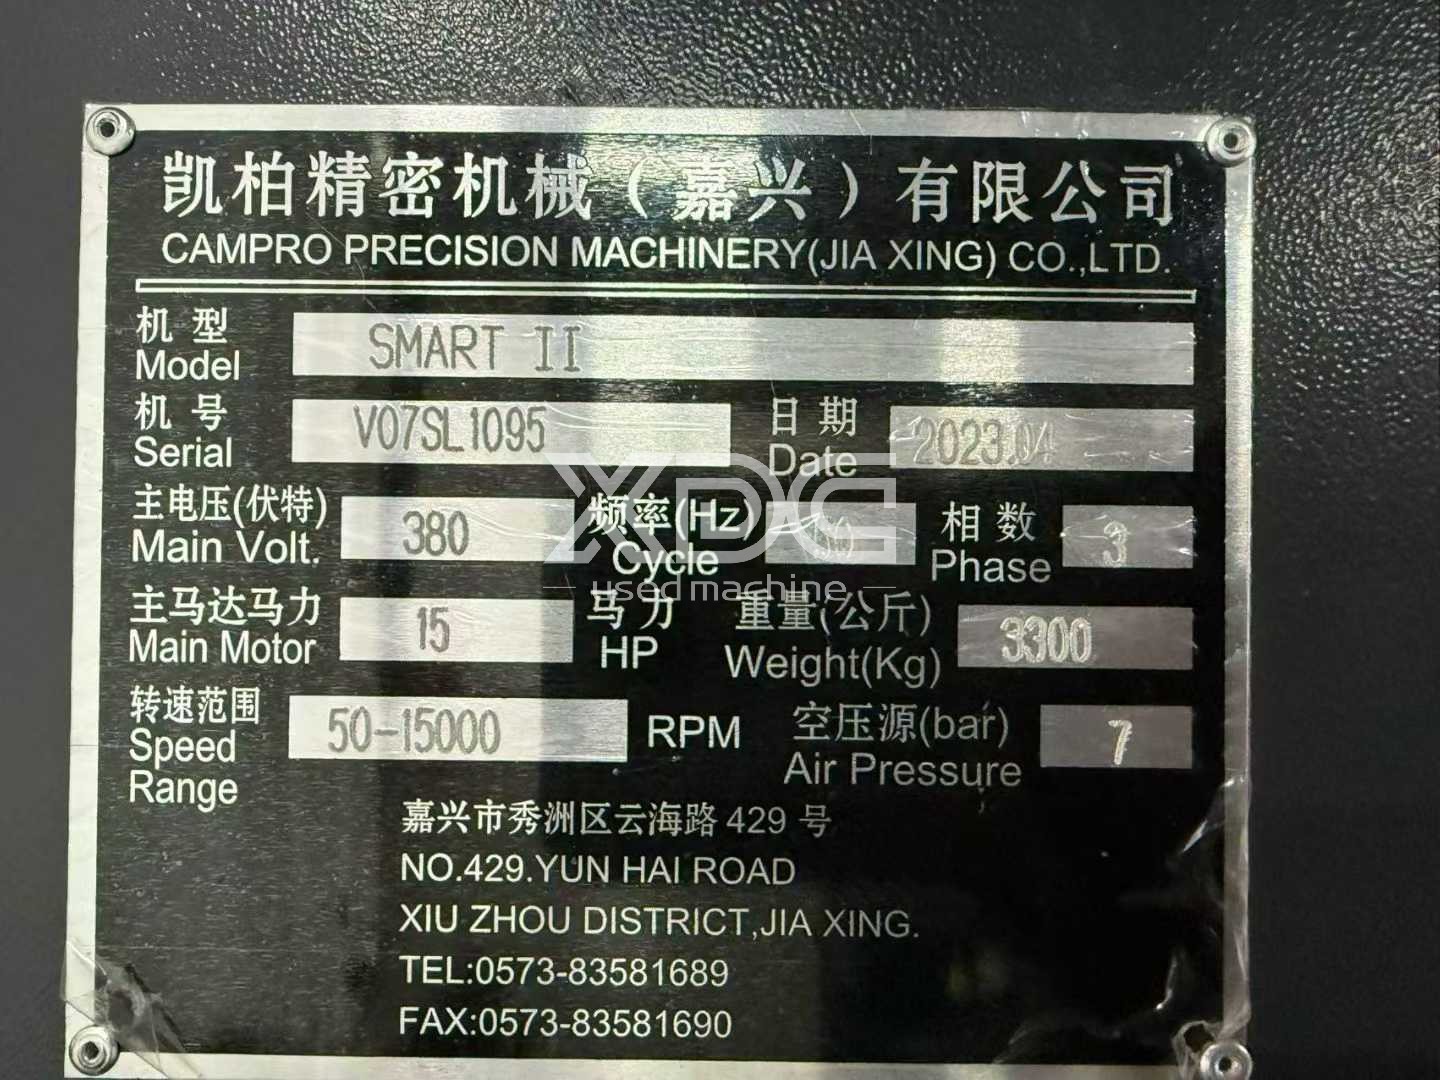 凯柏精密机械(嘉兴)有限公司
CAMPRO PRECISION MACHINERY(JIA XING) CO.,LTD.
机型 SMART II
Model
机号 V07SL1095 日期 2023.04
Serial Date
主电压(伏特) 380 频率(Hz) 50 相数 3
Main Volt. Cycle Phase
XDG
used machine
主马达马力 15 马力 重量(公斤) 3300
Main Motor HP Weight(Kg)
转速范围 50-15000 RPM 空压源(bar) 7
Speed Air Pressure
Range
嘉兴市秀洲区云海路 429 号
NO.429.YUN HAI ROAD
XIU ZHOU DISTRICT,JIA XING.
TEL:0573-83581689
FAX:0573-83581690